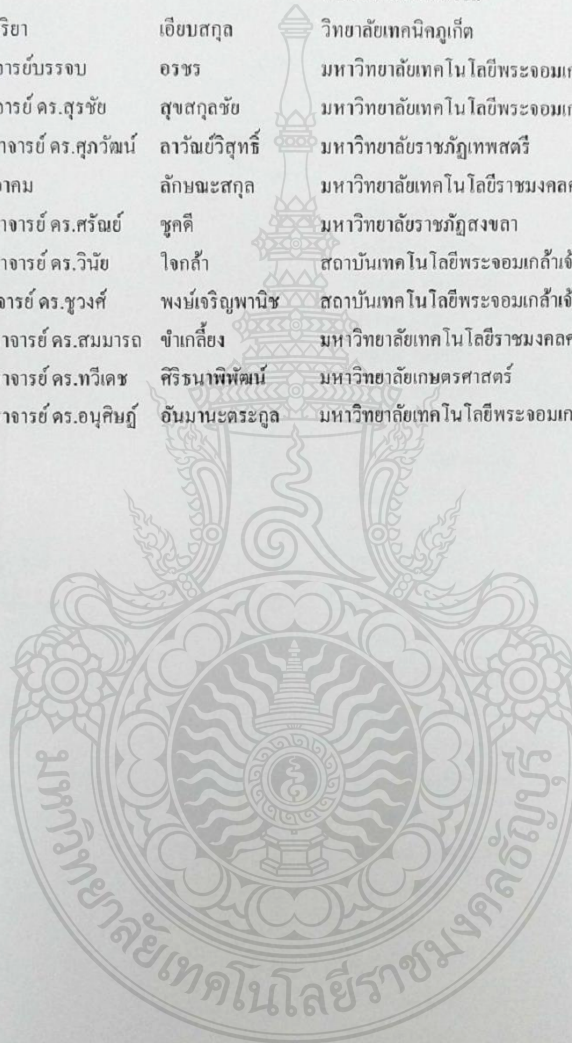 ริยา เอียบสกุล วิทยาลัยเทคนิคภูเก็ต
ารย์บรรจบ อรชร มหาวิทยาลัยเทคโนโลยีพระจอมเก
ารย์ ดร.สุรชัย สุขสกุลชัย มหาวิทยาลัยเทคโนโลยีพระจอมเก
าจารย์ ดร.ศุภวัฒน์ ลาวัณย์วิสุทธิ์ มหาวิทยาลัยราชภัฏเทพสตรี
าคม ลักษณะสกุล มหาวิทยาลัยเทคโนโลยีราชมงคล
าจารย์ ดร.ศรัณย์ ชูคดี มหาวิทยาลัยราชภัฏสงขลา
าจารย์ ดร.วินัย ใจกล้า สถาบันเทคโนโลยีพระจอมเกล้าเจ้
จารย์ ดร.ชูวงศ์ พงษ์เจริญพานิช สถาบันเทคโนโลยีพระจอมเกล้าเจ้
าจารย์ ดร.สมมารถ ขำเกลี้ยง มหาวิทยาลัยเทคโนโลยีราชมงคล
าจารย์ ดร.ทวีเดช ศิริธนาพิพัฒน์ มหาวิทยาลัยเกษตรศาสตร์
าจารย์ ดร.อนุศิษฏ์ อันมานะตระกูล มหาวิทยาลัยเทคโนโลยีพระจอมเก
มหาวิทยาลัยเทคโนโลยีราชมงคลธัญบุรี